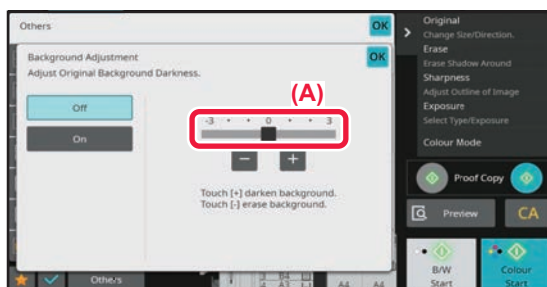 Others
OK
Background Adjustment
OK
Adjust Original Background Darkness.
Off
On
(A)
-3 • • 0 • • 3
− +
Touch [+] darken background.
Touch [-] erase background.
Others
A4 A4
Original
Change Size/Direction.
Erase
Erase Shadow Around
Sharpness
Adjust Outline of Image
Exposure
Select Type/Exposure
Colour Mode
Proof Copy
Preview
CA
B/W
Start
Colour
Start